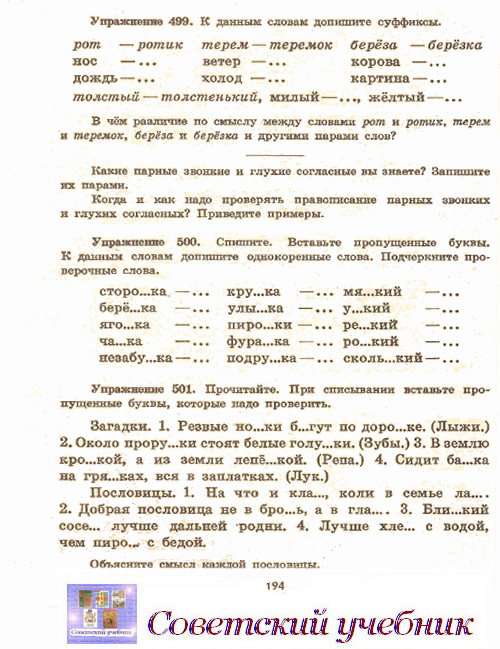 Упражнение 499. К данным словам допишите суффиксы.
рот — ротик терем — теремок берёза — берёзка
нос —... ветер —... корова —...
дождь —... холод —... картина —...
толстый — толстенький, милый —..., жёлтый —...
В чём различие по смыслу между словами рот и ротик, терем
и теремок, берёза и берёзка и другими парами слов?
Какие парные звонкие и глухие согласные вы знаете? Запишите
их парами.
Когда и как надо проверять правописание парных звонких
и глухих согласных? Приведите примеры.
Упражнение 500. Спишите. Вставьте пропущенные буквы.
К данным словам допишите однокоренные слова. Подчеркните про-
верочные слова.
сторо...ка —... кру...ка —... мя...кий —...
берё...ка —... улы...ка —... у...кий —...
яго...ка —... пиро...ки —... ре...кий —...
ча...ка —... фура...ка —... ро...кий —...
незабу...ка —... подру...ка —... сколь...кий —...
Упражнение 501. Прочитайте. При списывании вставьте про-
пущенные буквы, которые надо проверить.
Загадки. 1. Резвые но...ки б...гут по доро...ке. (Лыжи.)
2. Около прору...ки стоят белые голу...ки. (Зубы.) 3. В землю
кро...кой, а из земли лепё...кой. (Репа.) 4. Сидит ба...ка
на гря...ках, вся в заплатках. (Лук.)
Пословицы. 1. На что и кла..., коли в семье ла....
2. Добрая пословица не в бро...ь, а в гла.... 3. Бли...кий
сосе... лучше дальней родни. 4. Лучше хле... с водой,
чем пиро... с бедой.
Объясните смысл каждой пословицы.
194
Советский учебник
Советский учебник